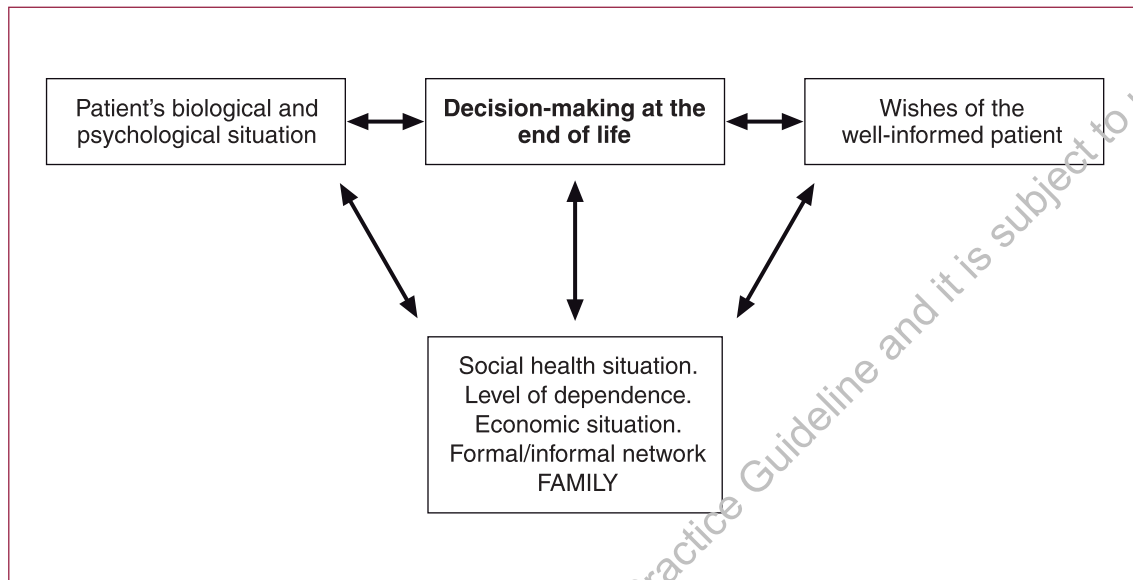 Patient's biological and
psychological situation
Decision-making at the
end of life
Wishes of the
well-informed patient
Social health situation.
Level of dependence.
Economic situation.
Formal/informal network
FAMILY
Practice Guideline and it is subject to